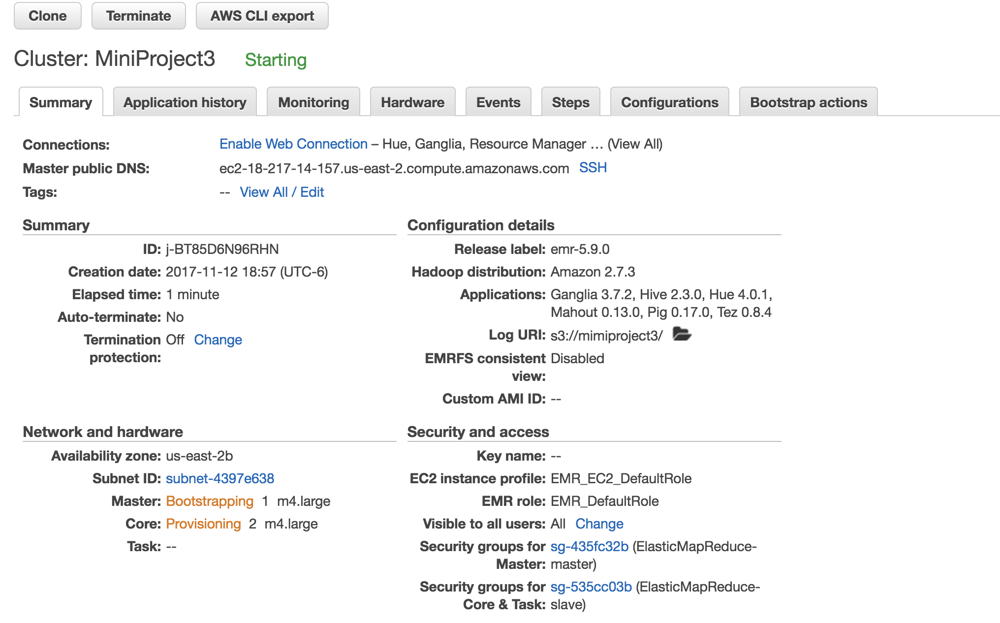 Clone Terminate AWS CLI export
Cluster: MiniProject3 Starting
Summary Application history Monitoring Hardware Events Steps Configurations Bootstrap actions
Connections: Enable Web Connection – Hue, Ganglia, Resource Manager … (View All)
Master public DNS: ec2-18-217-14-157.us-east-2.compute.amazonaws.com SSH
Tags: -- View All / Edit
Summary
ID: j-BT85D6N96RHN
Creation date: 2017-11-12 18:57 (UTC-6)
Elapsed time: 1 minute
Auto-terminate: No
Termination Off Change
protection:
Configuration details
Release label: emr-5.9.0
Hadoop distribution: Amazon 2.7.3
Applications: Ganglia 3.7.2, Hive 2.3.0, Hue 4.0.1,
Mahout 0.13.0, Pig 0.17.0, Tez 0.8.4
Log URI: s3://mimiproject3/
EMRFS consistent Disabled
view:
Custom AMI ID: --
Network and hardware
Availability zone: us-east-2b
Subnet ID: subnet-4397e638
Master: Bootstrapping 1 m4.large
Core: Provisioning 2 m4.large
Task: --
Security and access
Key name: --
EC2 instance profile: EMR_EC2_DefaultRole
EMR role: EMR_DefaultRole
Visible to all users: All Change
Security groups for sg-435fc32b (ElasticMapReduce-
Master: master)
Security groups for sg-535cc03b (ElasticMapReduce-
Core & Task: slave)